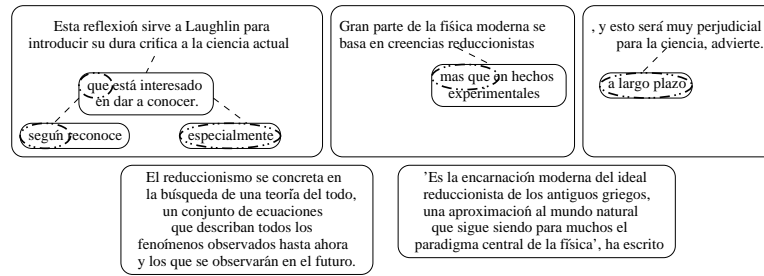 Esta reflexión sirve a Laughlin para
introducir su dura crítica a la ciencia actual
que está interesado
en dar a conocer.
según reconoce
especialmente
Gran parte de la física moderna se
basa en creencias reduccionistas
mas que en hechos
experimentales
, y esto será muy perjudicial
para la ciencia, advierte.
a largo plazo
El reduccionismo se concreta en
la búsqueda de una teoría del todo,
un conjunto de ecuaciones
que describan todos los
fenómenos observados hasta ahora
y los que se observarán en el futuro.
'Es la encarnación moderna del ideal
reduccionista de los antiguos griegos,
una aproximación al mundo natural
que sigue siendo para muchos el
paradigma central de la física', ha escrito